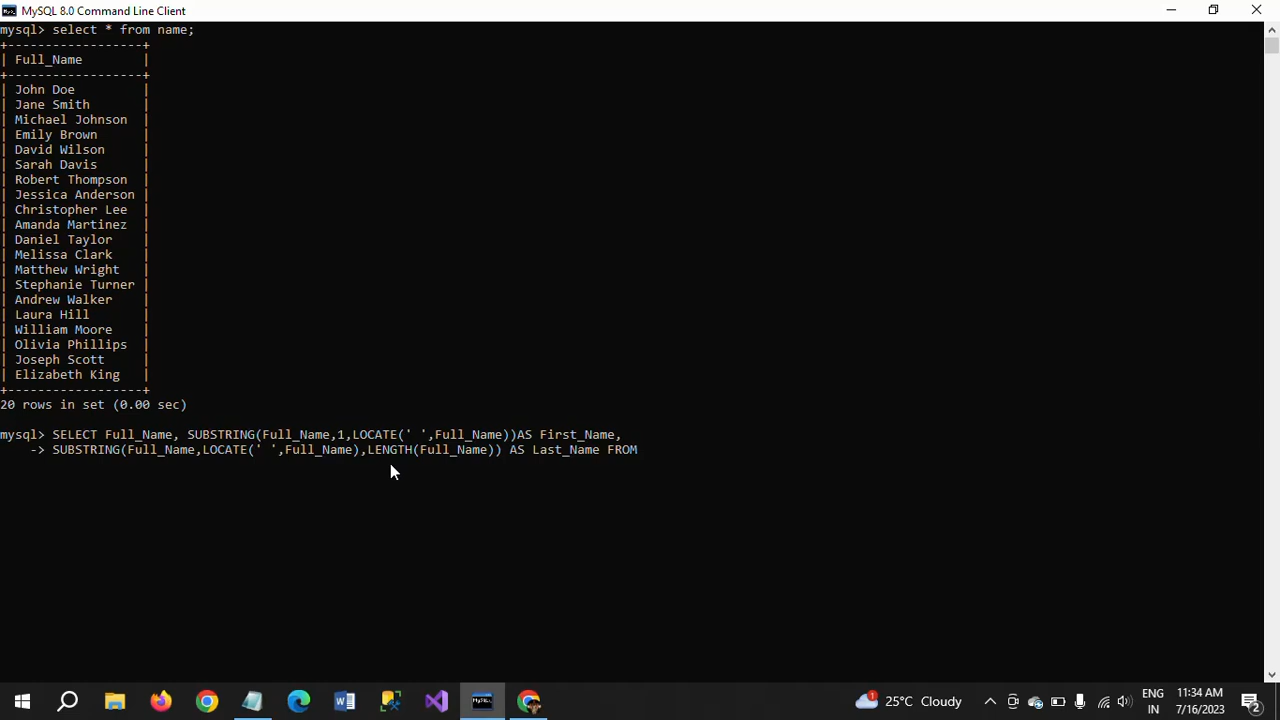 MySQL 8.0 Command Line Client
mysql> select * from name;
+------------------+
| Full_Name        |
+------------------+
| John Doe         |
| Jane Smith       |
| Michael Johnson  |
| Emily Brown      |
| David Wilson     |
| Sarah Davis      |
| Robert Thompson  |
| Jessica Anderson |
| Christopher Lee  |
| Amanda Martinez  |
| Daniel Taylor    |
| Melissa Clark    |
| Matthew Wright   |
| Stephanie Turner |
| Andrew Walker    |
| Laura Hill       |
| William Moore    |
| Olivia Phillips  |
| Joseph Scott     |
| Elizabeth King   |
+------------------+
20 rows in set (0.00 sec)
mysql> SELECT Full_Name, SUBSTRING(Full_Name,1,LOCATE(' ',Full_Name))AS First_Name,
    -> SUBSTRING(Full_Name,LOCATE(' ',Full_Name),LENGTH(Full_Name)) AS Last_Name FROM
1 25°C Cloudy ENG 11:34 AM
IN 7/16/2023 2